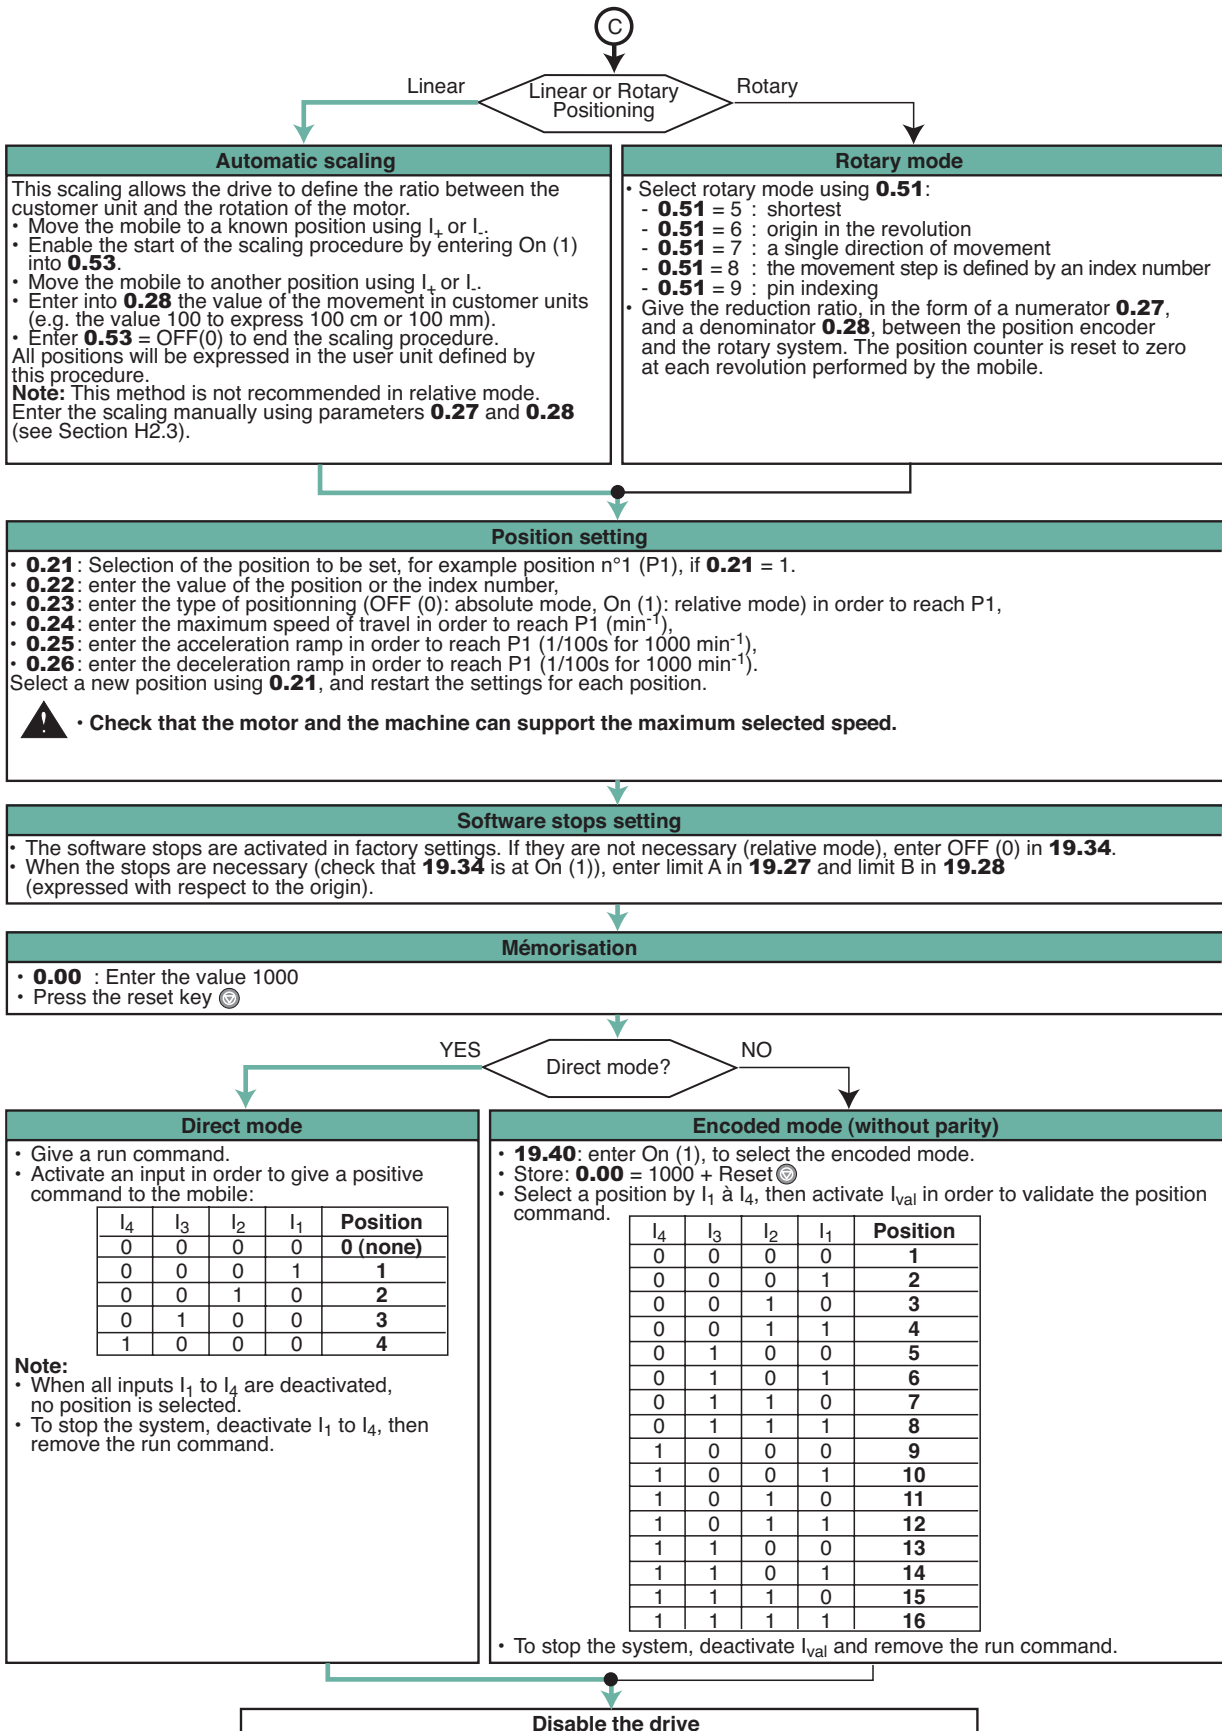 C
Linear
Linear or Rotary
Positioning
Rotary
Automatic scaling
This scaling allows the drive to define the ratio between the
customer unit and the rotation of the motor.
• Move the mobile to a known position using I+ or I-.
• Enable the start of the scaling procedure by entering On (1)
into 0.53.
• Move the mobile to another position using I+ or I-.
• Enter into 0.28 the value of the movement in customer units
(e.g. the value 100 to express 100 cm or 100 mm).
• Enter 0.53 = OFF(0) to end the scaling procedure.
All positions will be expressed in the user unit defined by
this procedure.
Note: This method is not recommended in relative mode.
Enter the scaling manually using parameters 0.27 and 0.28
(see Section H2.3).
Rotary mode
• Select rotary mode using 0.51:
- 0.51 = 5 : shortest
- 0.51 = 6 : origin in the revolution
- 0.51 = 7 : a single direction of movement
- 0.51 = 8 : the movement step is defined by an index number
- 0.51 = 9 : pin indexing
• Give the reduction ratio, in the form of a numerator 0.27,
and a denominator 0.28, between the position encoder
and the rotary system. The position counter is reset to zero
at each revolution performed by the mobile.
Position setting
• 0.21: Selection of the position to be set, for example position n°1 (P1), if 0.21 = 1.
• 0.22: enter the value of the position or the index number,
• 0.23: enter the type of positionning (OFF (0): absolute mode, On (1): relative mode) in order to reach P1,
• 0.24: enter the maximum speed of travel in order to reach P1 (min-1),
• 0.25: enter the acceleration ramp in order to reach P1 (1/100s for 1000 min-1),
• 0.26: enter the deceleration ramp in order to reach P1 (1/100s for 1000 min-1).
Select a new position using 0.21, and restart the settings for each position.
! • Check that the motor and the machine can support the maximum selected speed.
Software stops setting
• The software stops are activated in factory settings. If they are not necessary (relative mode), enter OFF (0) in 19.34.
• When the stops are necessary (check that 19.34 is at On (1)), enter limit A in 19.27 and limit B in 19.28
(expressed with respect to the origin).
Mémorisation
• 0.00 : Enter the value 1000
• Press the reset key
YES
Direct mode?
NO
Direct mode
• Give a run command.
• Activate an input in order to give a positive
command to the mobile:
I4 I3 I2 I1 Position
0 0 0 0 0 (none)
0 0 0 1 1
0 0 1 0 2
0 1 0 0 3
1 0 0 0 4
Note:
• When all inputs I1 to I4 are deactivated,
no position is selected.
• To stop the system, deactivate I1 to I4, then
remove the run command.
Encoded mode (without parity)
• 19.40: enter On (1), to select the encoded mode.
• Store: 0.00 = 1000 + Reset
• Select a position by I1 à I4, then activate Ival in order to validate the position
command.
I4 I3 I2 I1 Position
0 0 0 0 1
0 0 0 1 2
0 0 1 0 3
0 0 1 1 4
0 1 0 0 5
0 1 0 1 6
0 1 1 0 7
0 1 1 1 8
1 0 0 0 9
1 0 0 1 10
1 0 1 0 11
1 0 1 1 12
1 1 0 0 13
1 1 0 1 14
1 1 1 0 15
1 1 1 1 16
• To stop the system, deactivate Ival and remove the run command.
Disable the drive